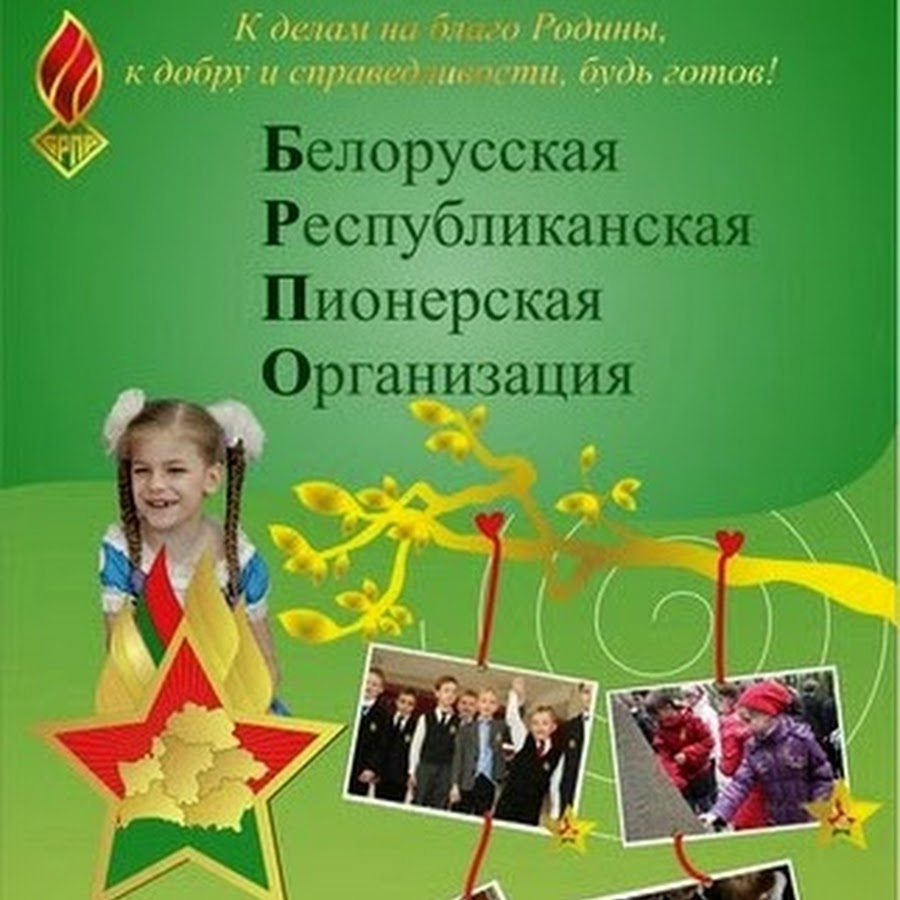 К делам на благо Родины,
к добру и справедливости, будь готов!
БРПО
Белорусская
Республиканская
Пионерская
Организация